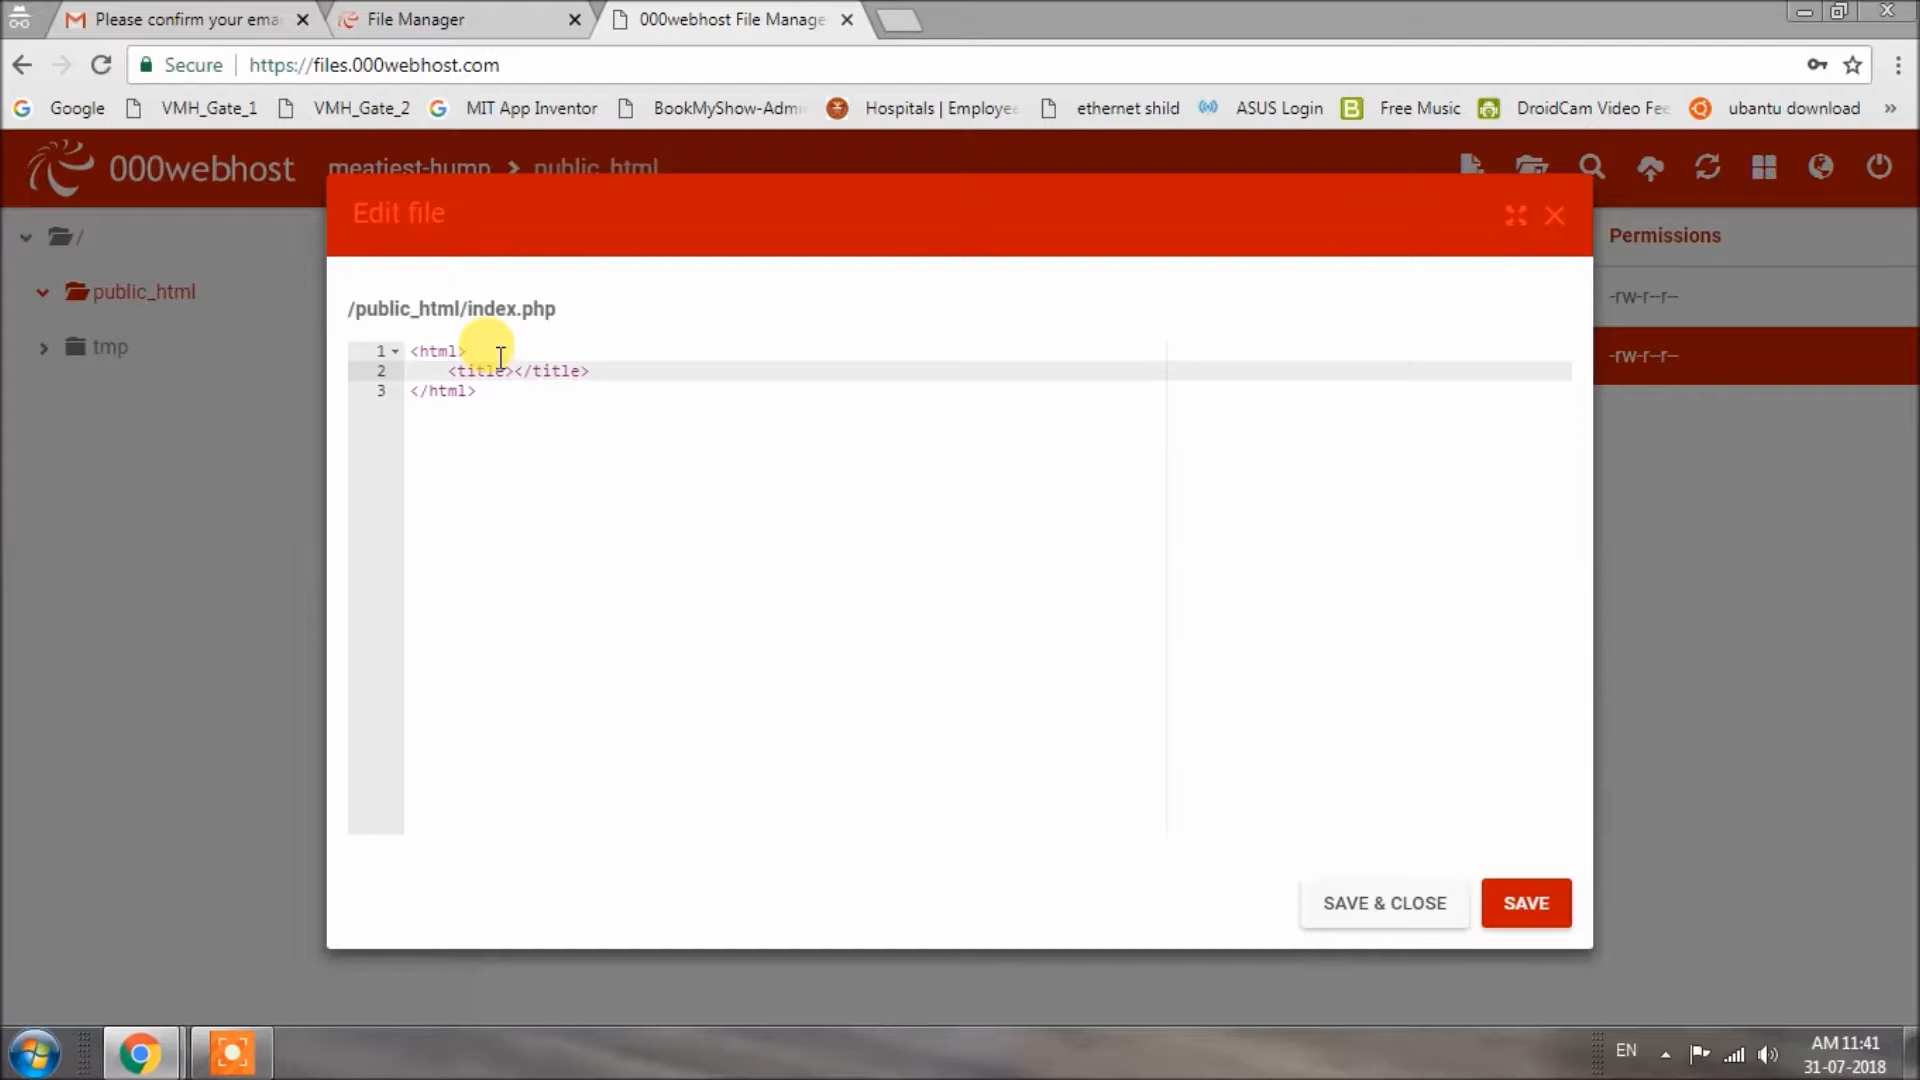 Please confirm your ema
File Manager
000webhost File Manage
Secure
https://files.000webhost.com
Google
VMH_Gate_1
VMH_Gate_2
MIT App Inventor
BookMyShow-Admi
Hospitals | Employe
ethernet shild
ASUS Login
Free Music
DroidCam Video Fe
ubantu download
»
000webhost
meatiest-hump > public_html
Edit file
Permissions
/
public_html
-rw-r--r--
/public_html/index.php
tmp
-rw-r--r--
1 <html>
2 <title></title>
3 </html>
SAVE & CLOSE
SAVE
EN
AM 11:41
31-07-2018